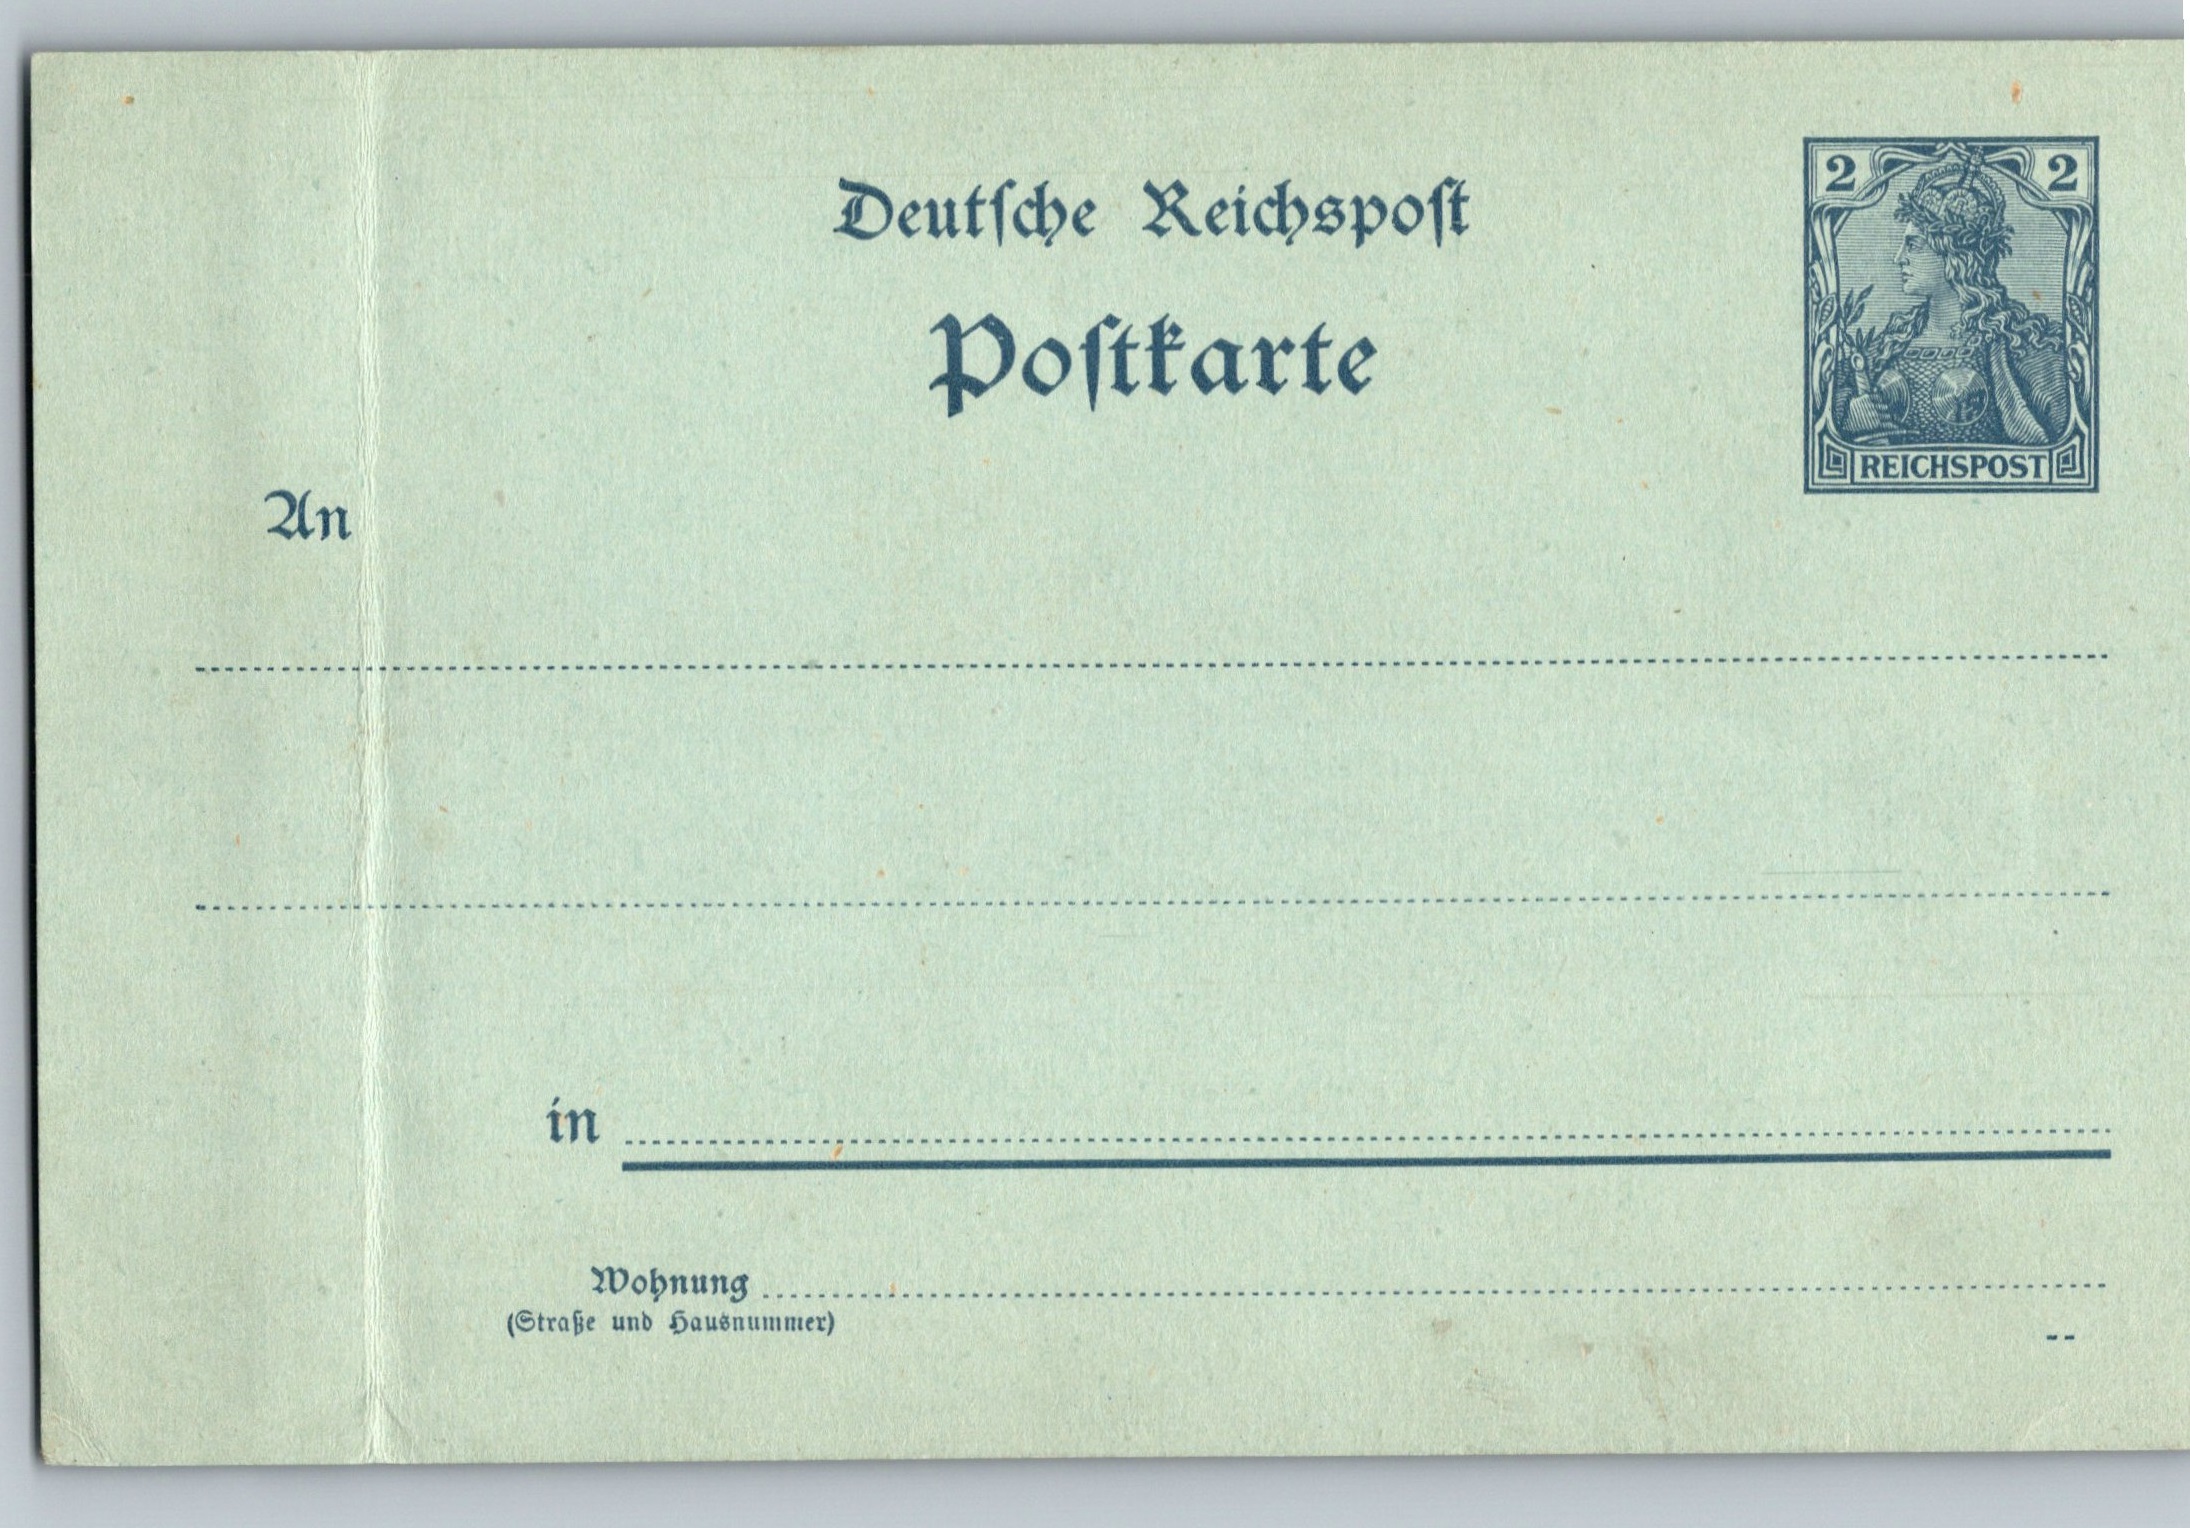 2 2
Deutſche Reichspoſt
Poſtkarte
REICHSPOST
An
in
Wohnung
(Straße und Hausnummer)
--